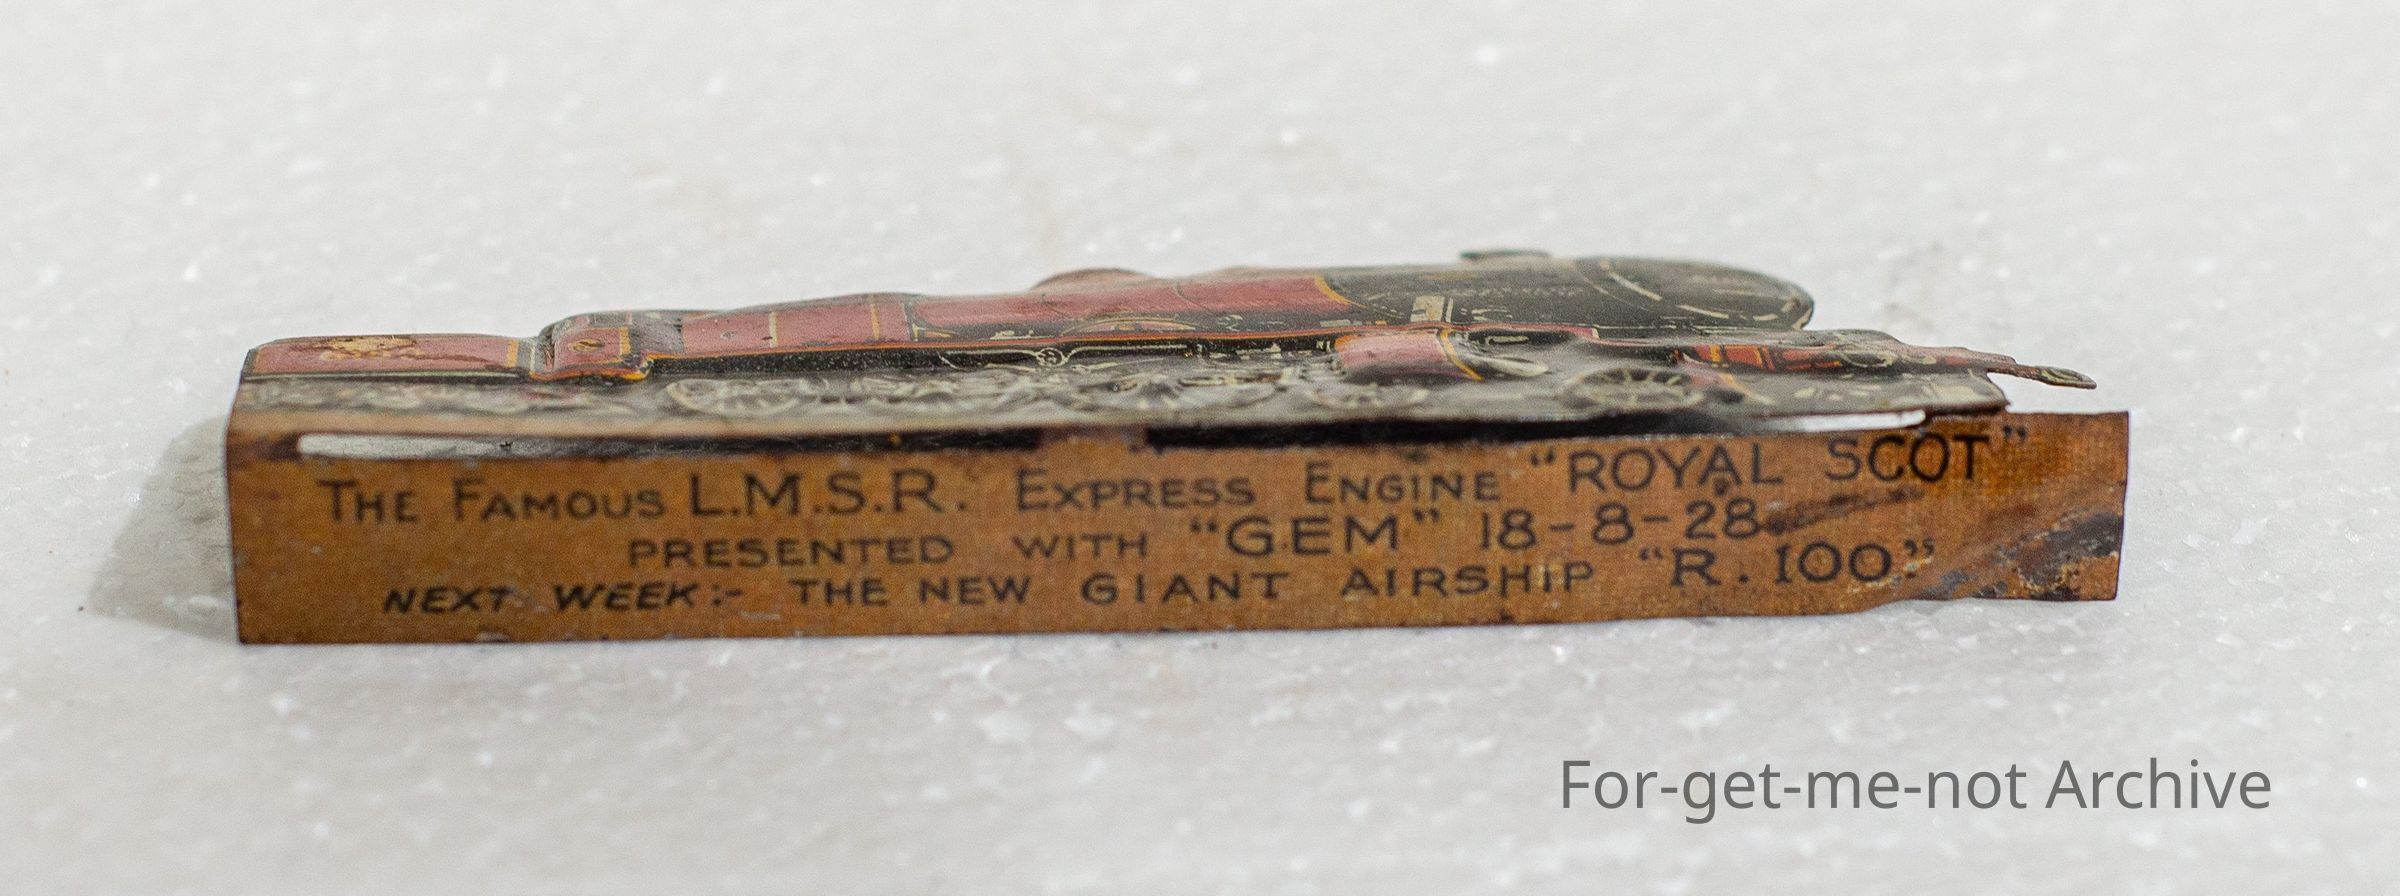 THE FAMOUS L.M.S.R. EXPRESS ENGINE "ROYAL SCOT"
PRESENTED WITH "GEM" 18-8-28.
NEXT WEEK:- THE NEW GIANT AIRSHIP "R.100."
For-get-me-not Archive